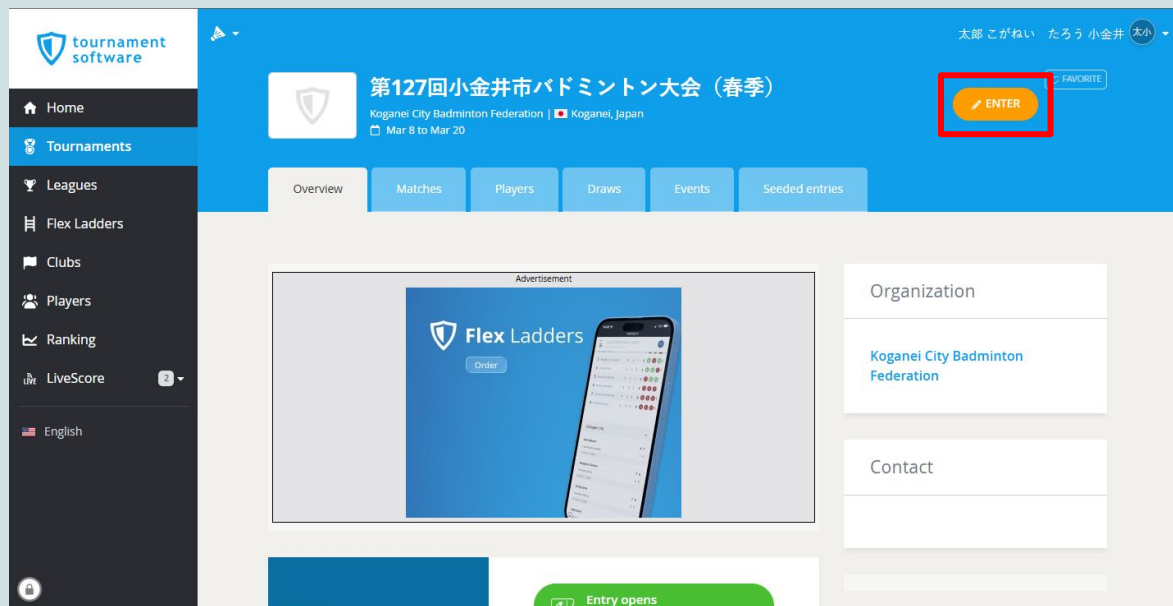 tournament
software
太郎 こがねい たろう 小金井 太小
Home
Tournaments
Leagues
Flex Ladders
Clubs
Players
Ranking
LIVE LiveScore 2
English
第127回小金井市バドミントン大会（春季）
Koganei City Badminton Federation | Koganei, Japan
Mar 8 to Mar 20
FAVORITE
ENTER
Overview
Matches
Players
Draws
Events
Seeded entries
Advertisement
Flex Ladders
Order
Organization
Koganei City Badminton
Federation
Contact
Entry opens